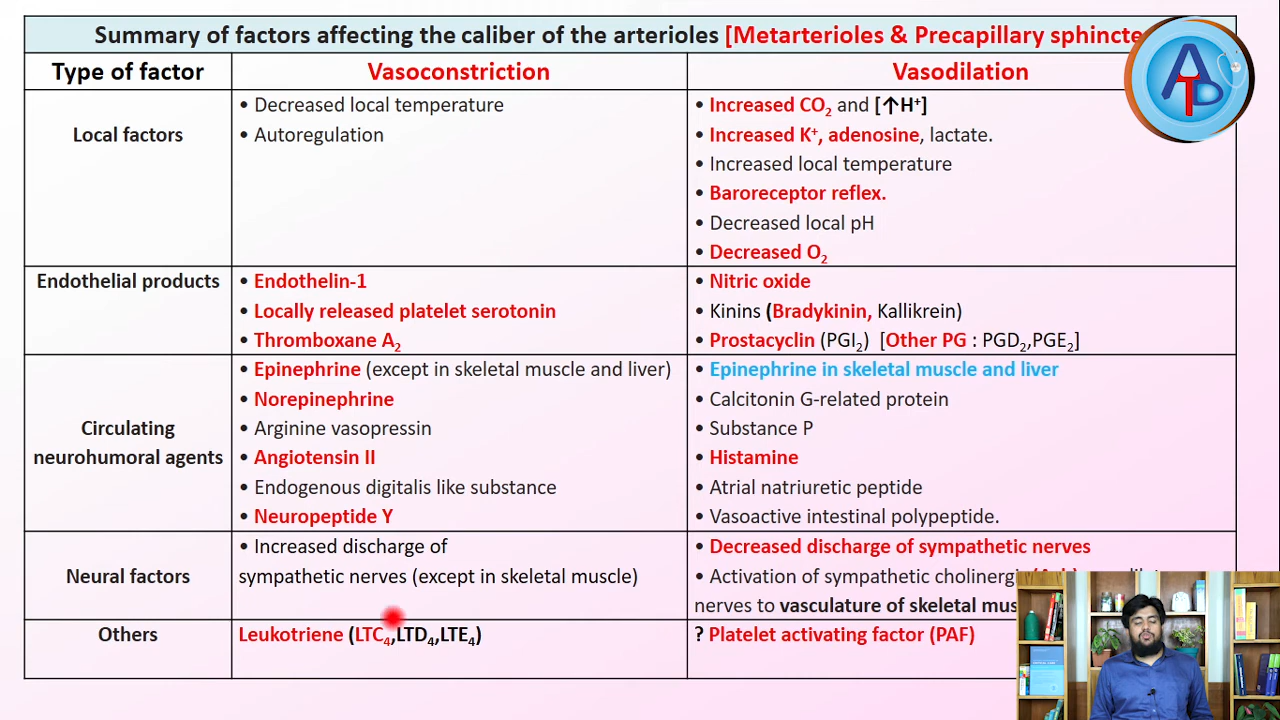 Summary of factors affecting the caliber of the arterioles [Metarterioles & Precapillary
Type of factor
Vasoconstriction
Vasodilation
Local factors
• Decreased local temperature
• Autoregulation
• Increased CO₂ and [↑H⁺]
• Increased K⁺, adenosine, lactate.
• Increased local temperature
• Baroreceptor reflex.
• Decreased local pH
• Decreased O₂
Endothelial products
• Endothelin-1
• Locally released platelet serotonin
• Thromboxane A₂
• Nitric oxide
• Kinins (Bradykinin, Kallikrein)
• Prostacyclin (PGI₂) [Other PG : PGD₂,PGE₂]
Circulating
neurohumoral agents
• Epinephrine (except in skeletal muscle and liver)
• Norepinephrine
• Arginine vasopressin
• Angiotensin II
• Endogenous digitalis like substance
• Neuropeptide Y
• Epinephrine in skeletal muscle and liver
• Calcitonin G-related protein
• Substance P
• Histamine
• Atrial natriuretic peptide
• Vasoactive intestinal polypeptide.
Neural factors
• Increased discharge of
sympathetic nerves (except in skeletal muscle)
• Decreased discharge of sympathetic nerves
• Activation of sympathetic
nerves to vasculature of skeletal
Others
Leukotriene (LTC₄,LTD₄,LTE₄)
? Platelet activating factor (PAF)
ATB